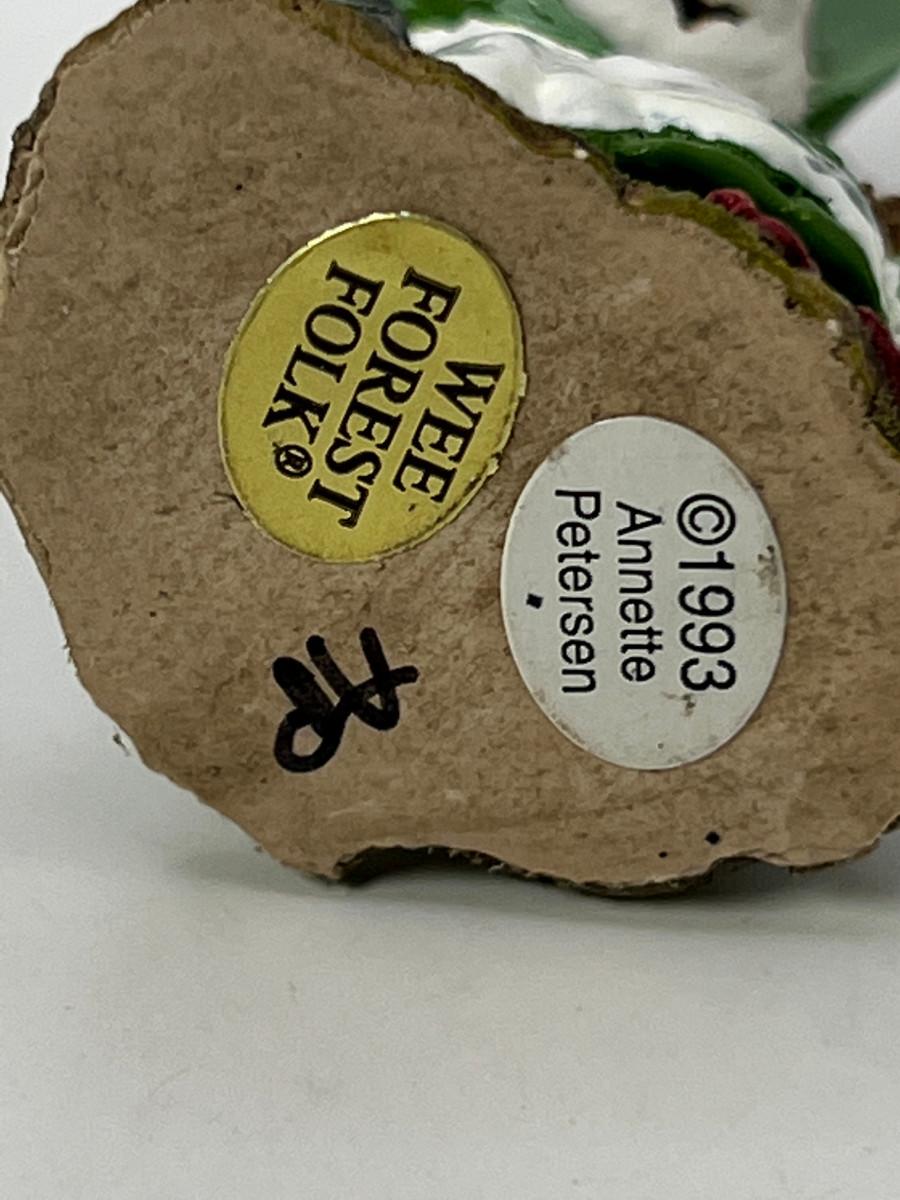 WEE
FOREST
FOLK®
©1993
Annette
Petersen